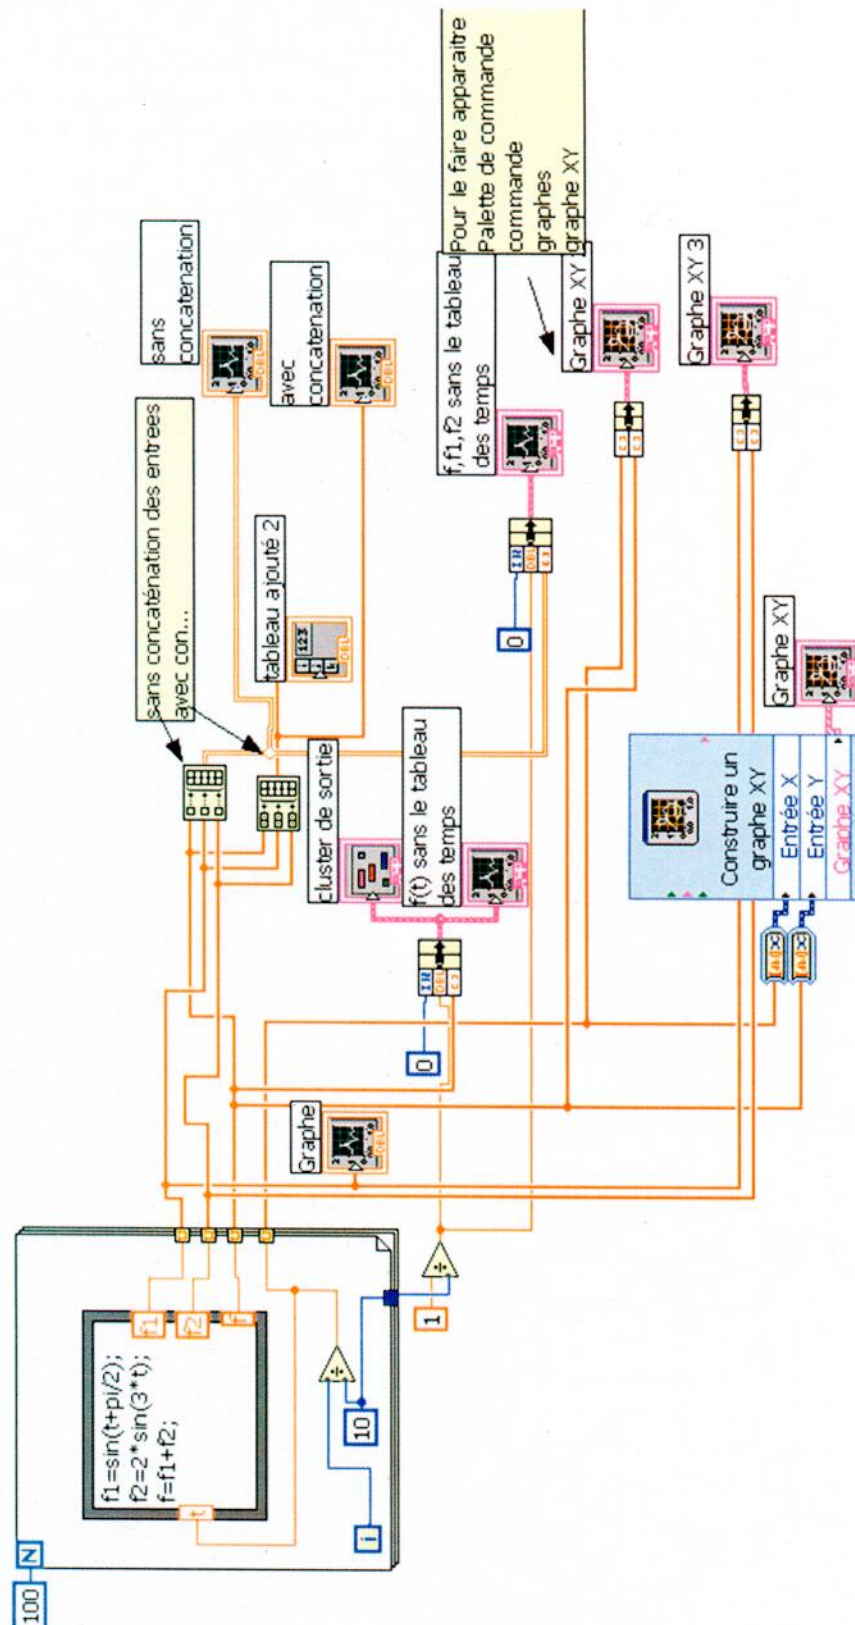 100
N
f1=sin(t+pi/2);
f2=2*sin(3*t);
f=f1+f2;
t
f1
f2
f
i
10
1
sans concaténation des entrées
avec con...
sans
concatenation
avec
concatenation
tableau ajouté 2
cluster de sortie
f(t) sans le tableau
des temps
0
Graphe
f,f1,f2 sans le tableau
des temps
0
Pour le faire apparaitre
Palette de commande
commande
graphes
graphe XY
Graphe XY
Graphe XY 3
Construire un
graphe XY
Entrée X
Entrée Y
Graphe XY
Graphe XY